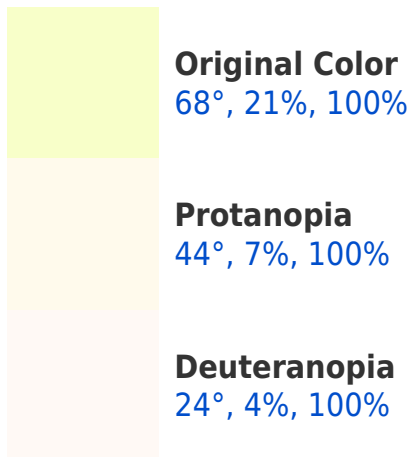 Original Color
68°, 21%, 100%
Protanopia
44°, 7%, 100%
Deuteranopia
24°, 4%, 100%